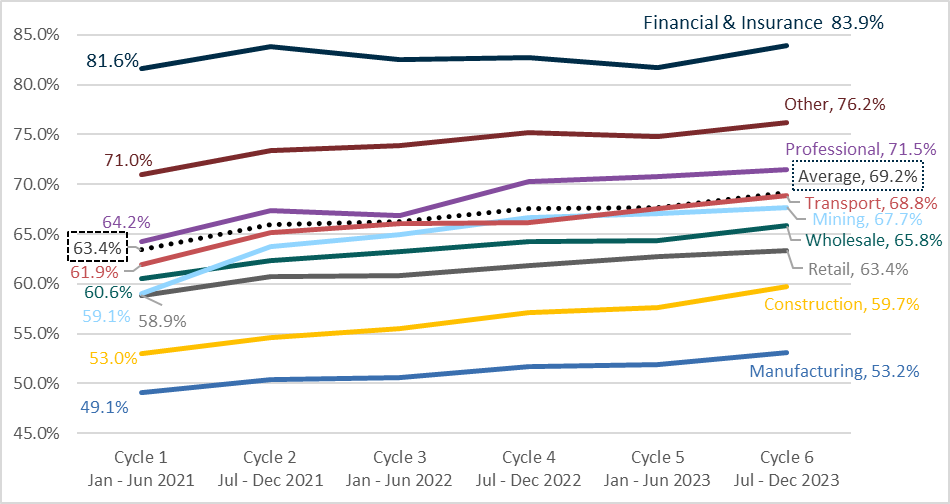 Financial & Insurance 83.9%
85.0%
81.6%
80.0%
Other, 76.2%
75.0%
71.0%
Professional, 71.5%
70.0%
Average, 69.2%
64.2%
Transport, 68.8%
Mining, 67.7%
65.0%
63.4%
Wholesale, 65.8%
61.9%
Retail, 63.4%
60.0%
60.6%
59.1%
58.9%
Construction, 59.7%
55.0%
53.0%
Manufacturing, 53.2%
50.0%
49.1%
45.0%
Cycle 1
Jan - Jun 2021
Cycle 2
Jul - Dec 2021
Cycle 3
Jan - Jun 2022
Cycle 4
Jul - Dec 2022
Cycle 5
Jan - Jun 2023
Cycle 6
Jul - Dec 2023